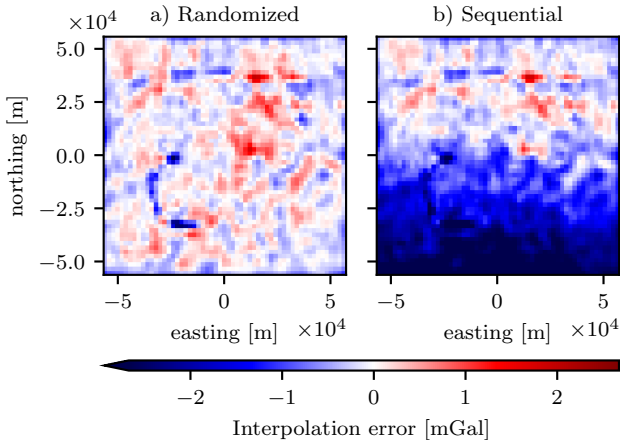 a) Randomized b) Sequential
×10⁴
5.0
2.5
0.0
−2.5
−5.0
northing [m]
−5 0 5 −5 0 5
easting [m] ×10⁴ easting [m] ×10⁴
−2 −1 0 1 2
Interpolation error [mGal]